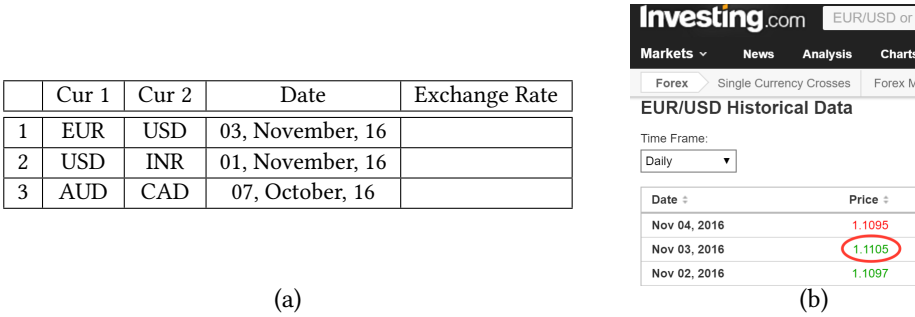 Cur 1 Cur 2 Date Exchange Rate
1 EUR USD 03, November, 16
2 USD INR 01, November, 16
3 AUD CAD 07, October, 16
(a)
Investing.com EUR/USD or
Markets News Analysis Charts
Forex Single Currency Crosses Forex M
EUR/USD Historical Data
Time Frame:
Daily
Date Price
Nov 04, 2016 1.1095
Nov 03, 2016 1.1105
Nov 02, 2016 1.1097
(b)